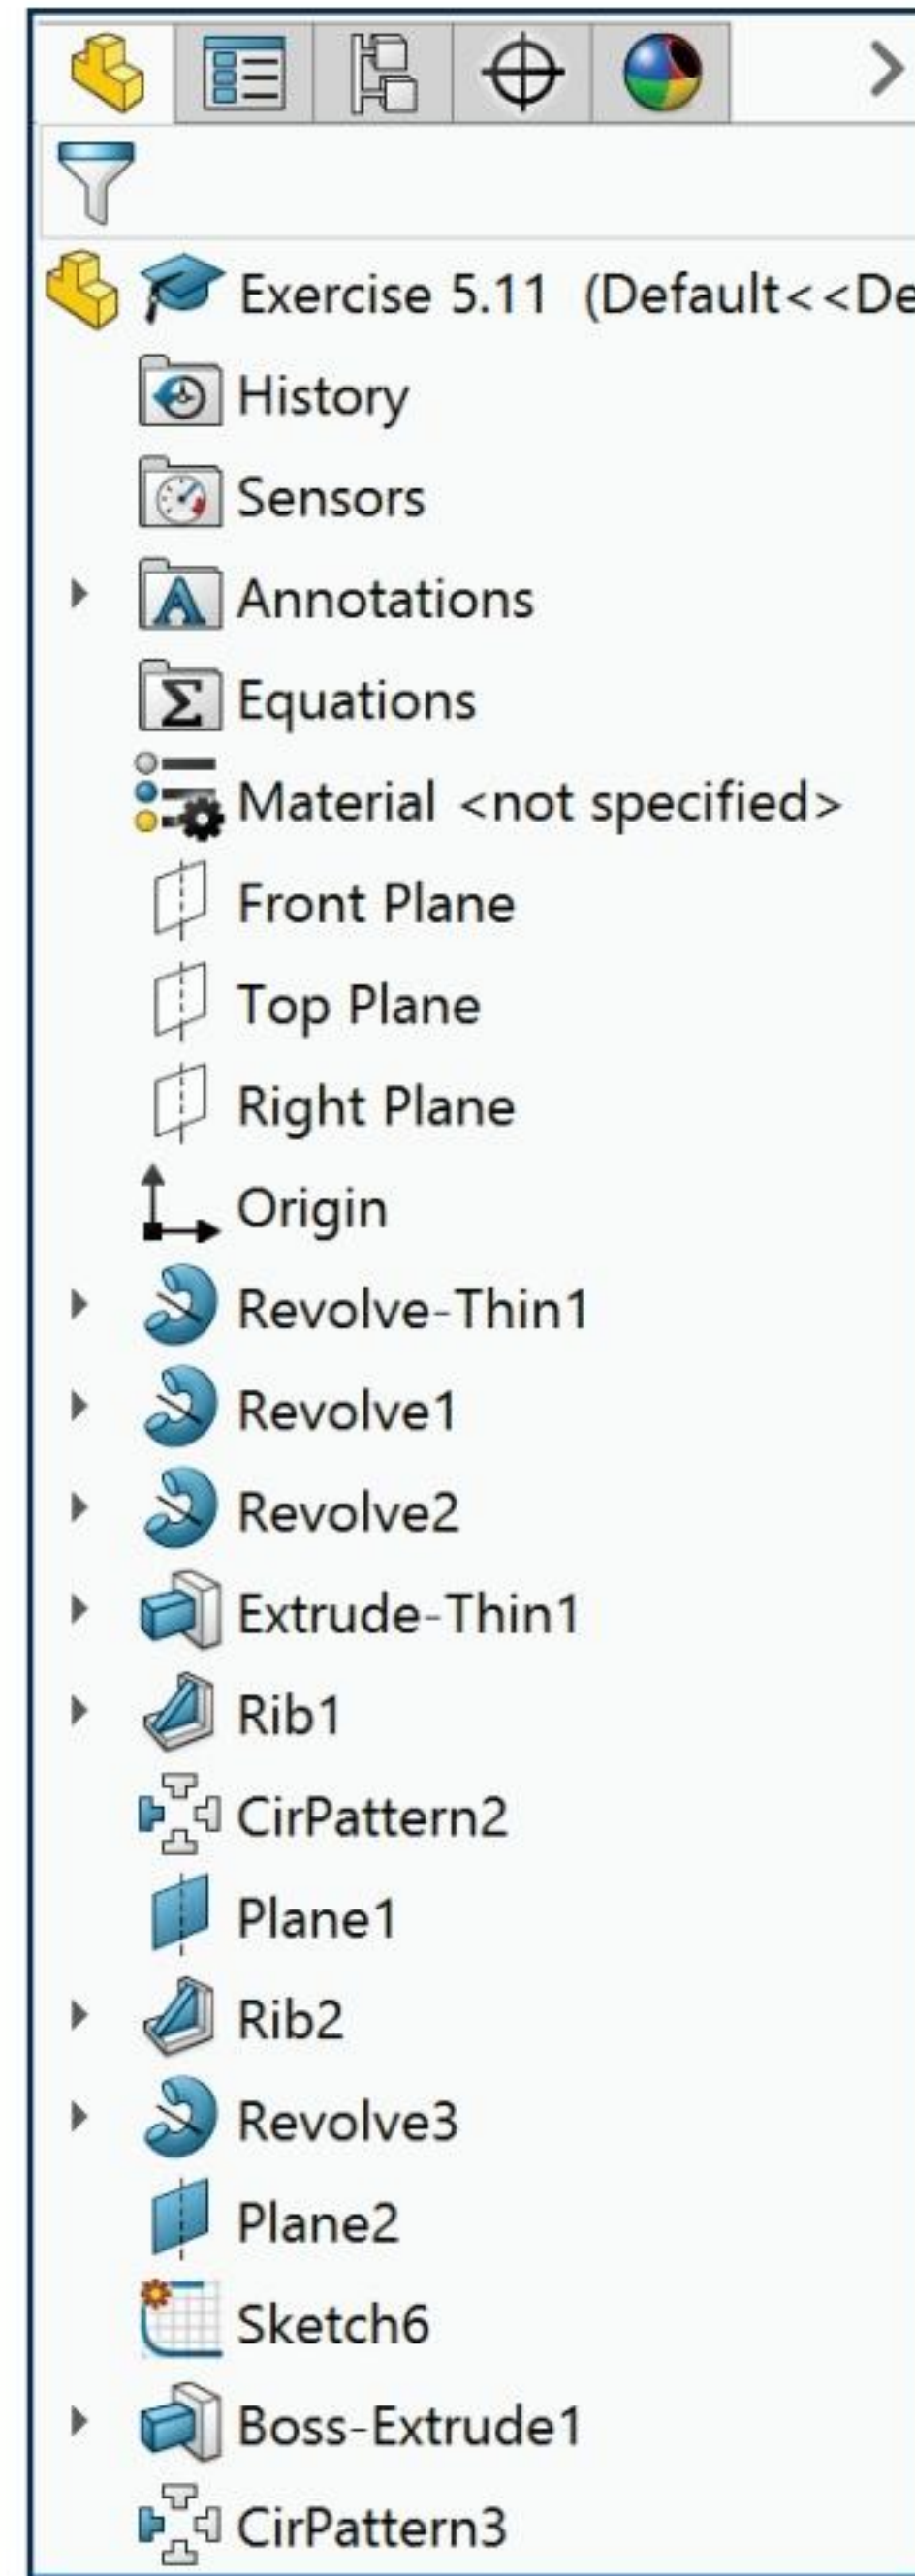 Exercise 5.11 (Default<<De
History
Sensors
Annotations
Equations
Material <not specified>
Front Plane
Top Plane
Right Plane
Origin
Revolve-Thin1
Revolve1
Revolve2
Extrude-Thin1
Rib1
CirPattern2
Plane1
Rib2
Revolve3
Plane2
Sketch6
Boss-Extrude1
CirPattern3